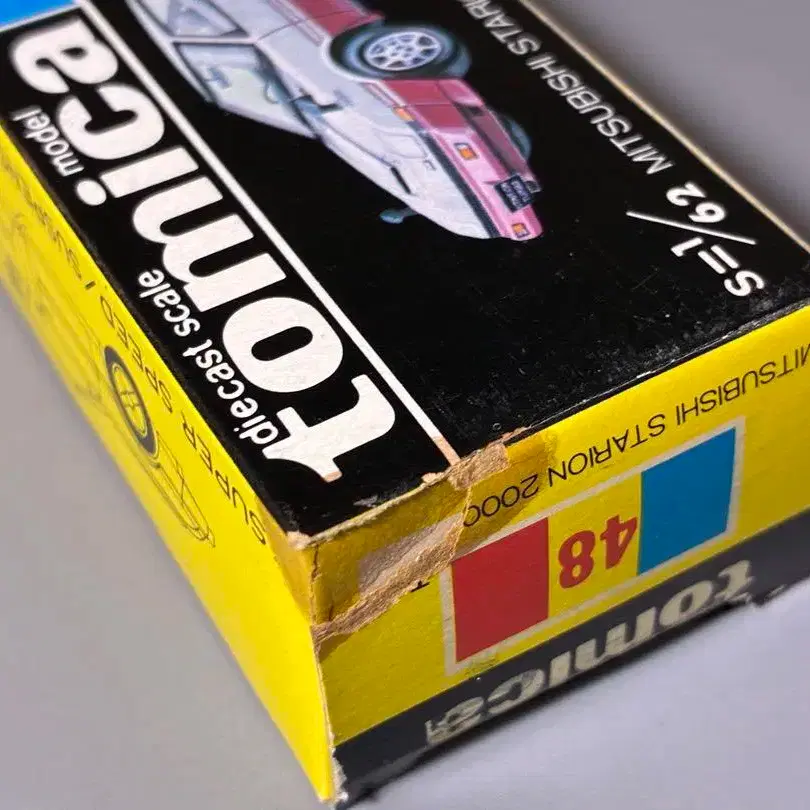 diecast scale model
tomica
S=1/62 MITSUBISHI STARION
SUPER SPEED /
MITSUBISHI STARION 2000
48
tomica